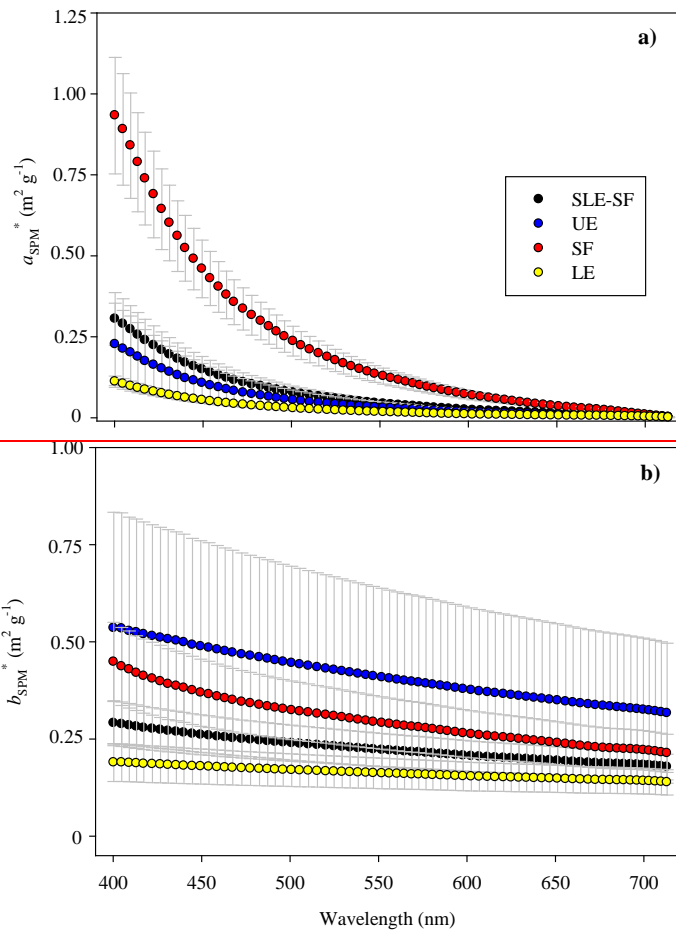 1.25
a)
1.00
0.75
0.50
0.25
0
a_SPM* (m² g⁻¹)
SLE-SF
UE
SF
LE
1.00
b)
0.75
0.50
0.25
0
b_SPM* (m² g⁻¹)
400 450 500 550 600 650 700
Wavelength (nm)